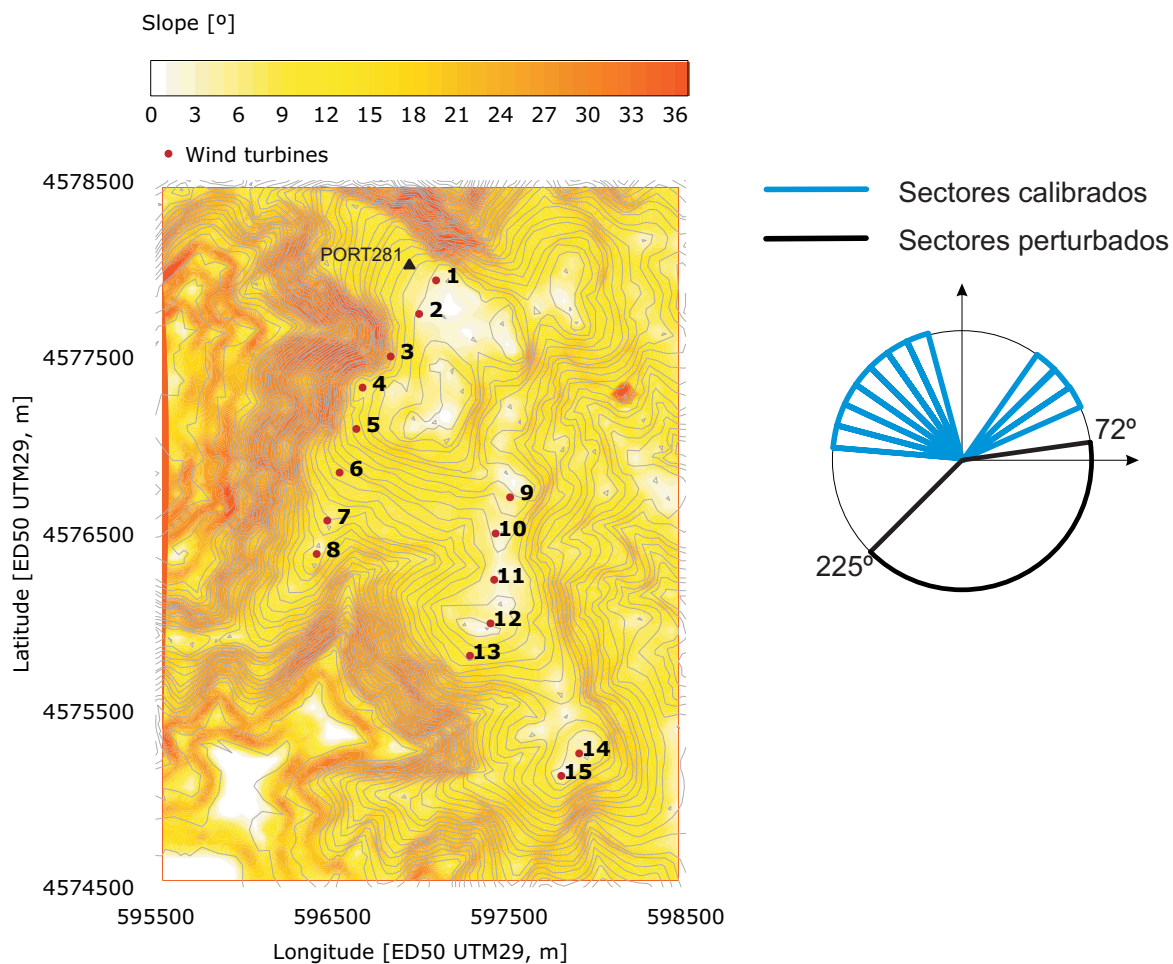 Slope [º]
0 3 6 9 12 15 18 21 24 27 30 33 36
Wind turbines
Sectores calibrados
Sectores perturbados
4578500
PORT281
1
2
3
4
5
6
7
8
9
10
11
12
13
14
15
4577500
4576500
4575500
4574500
Latitude [ED50 UTM29, m]
595500 596500 597500 598500
Longitude [ED50 UTM29, m]
72º
225º